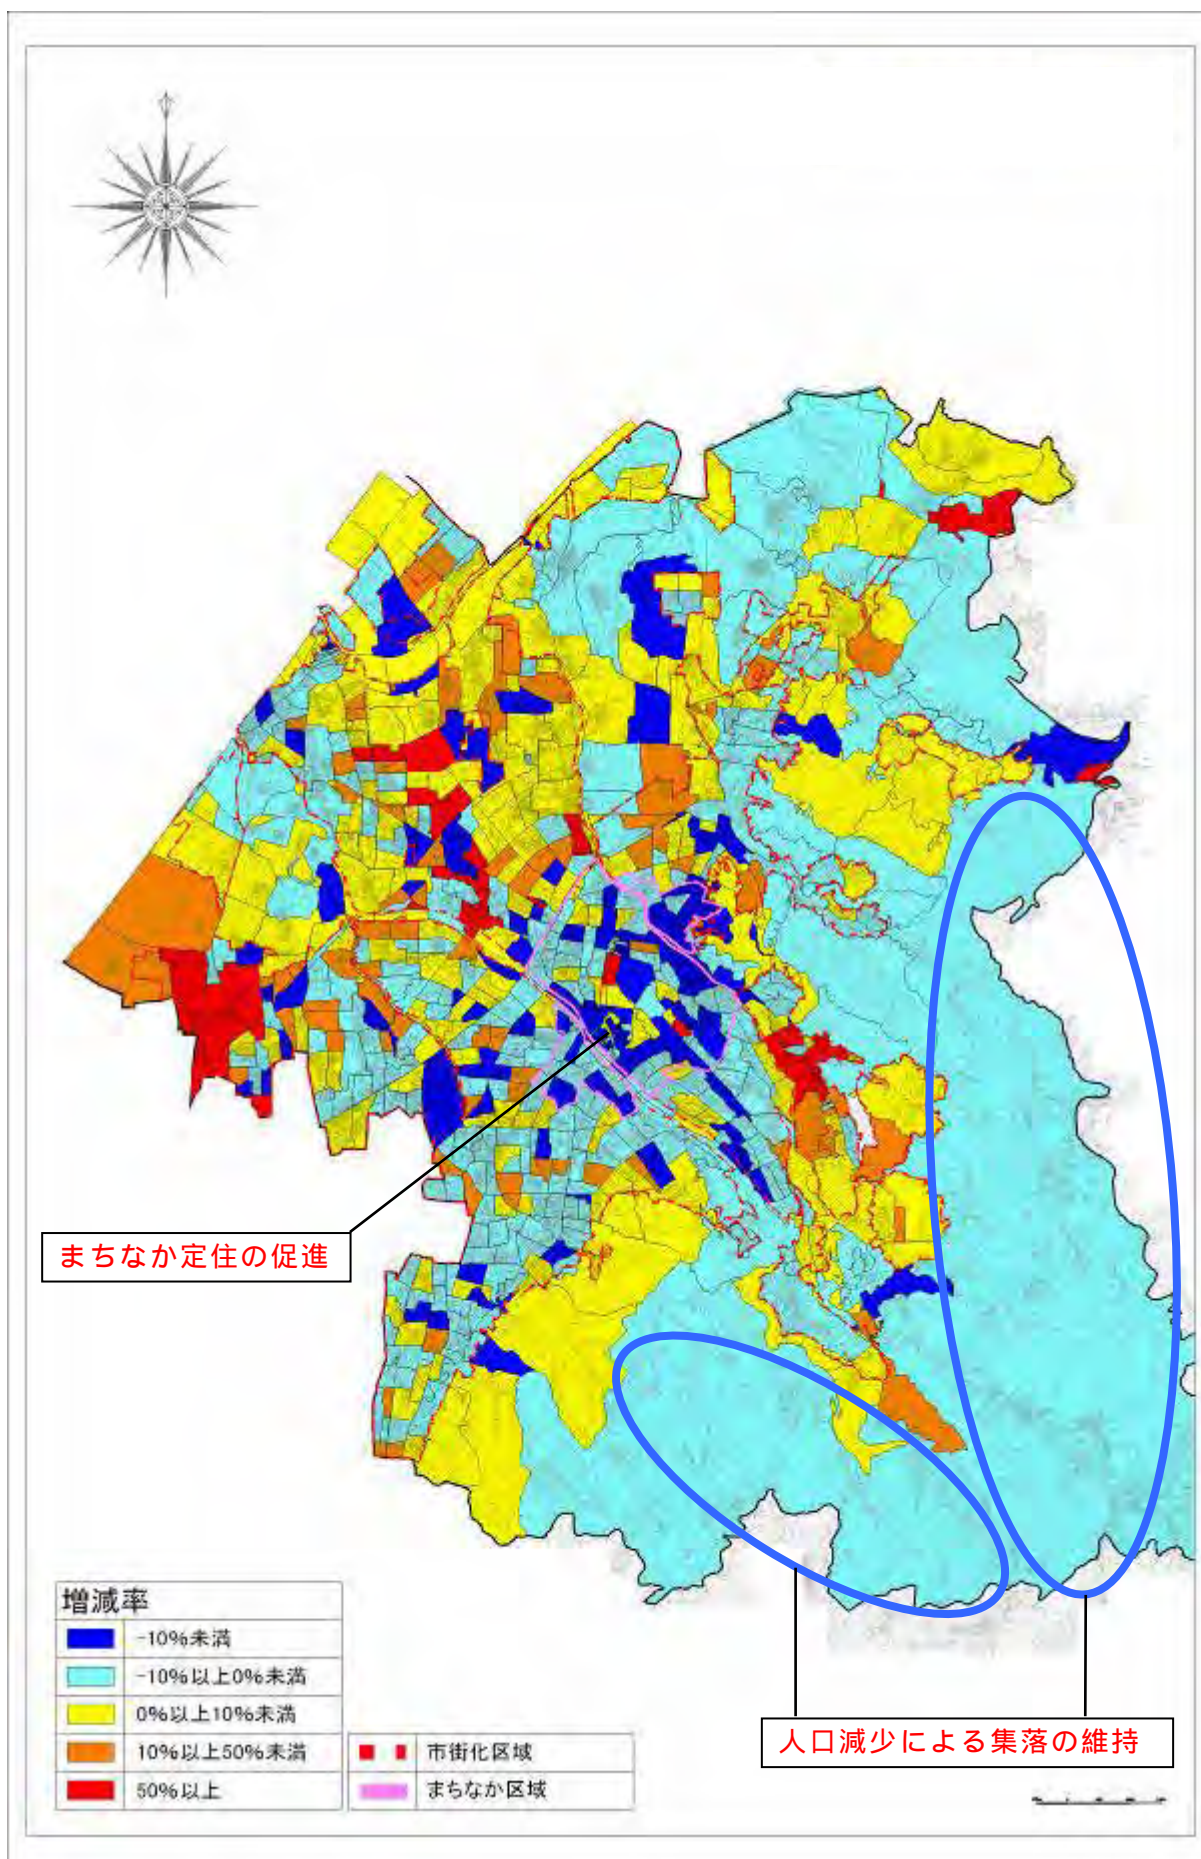 まちなか定住の促進
増減率
-10%未満
-10%以上0%未満
0%以上10%未満
10%以上50%未満
50%以上
市街化区域
まちなか区域
人口減少による集落の維持